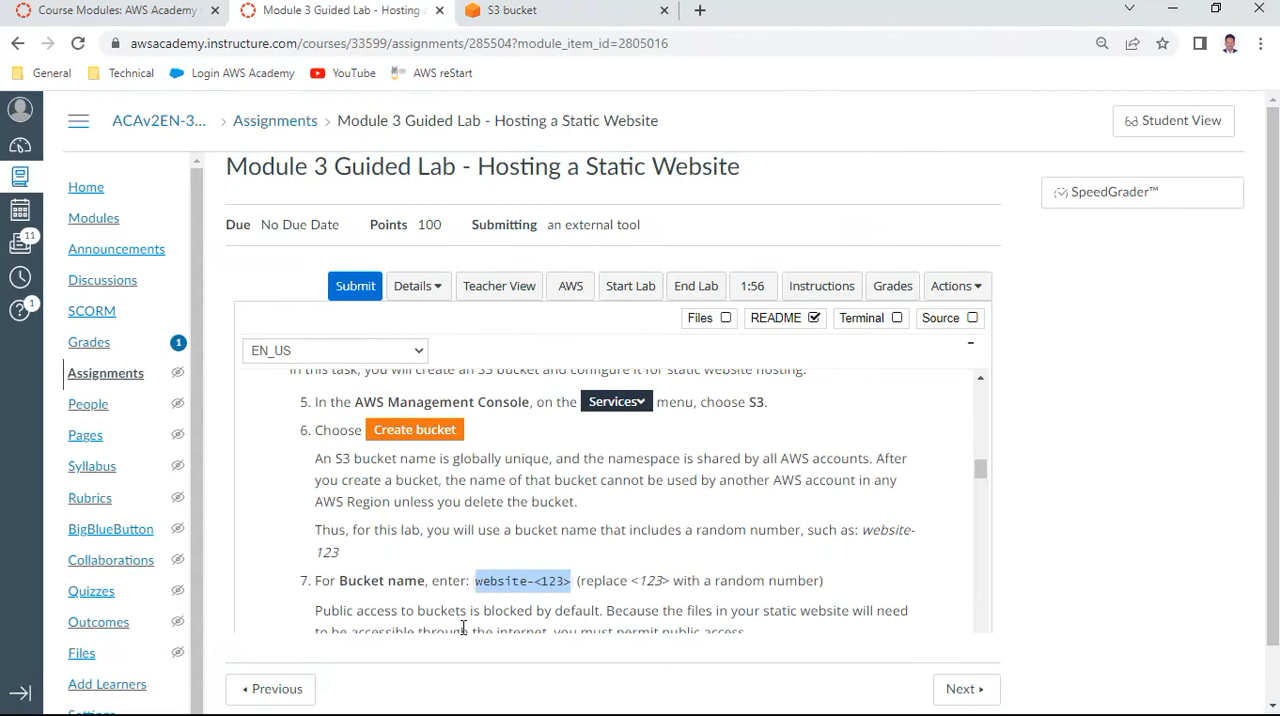 Course Modules: AWS Academy
Module 3 Guided Lab - Hosting a
S3 bucket
awsacademy.instructure.com/courses/33599/assignments/285504?module_item_id=2805016
General
Technical
Login AWS Academy
YouTube
AWS reStart
ACAv2EN-3...
Assignments
Module 3 Guided Lab - Hosting a Static Website
Student View
Module 3 Guided Lab - Hosting a Static Website
SpeedGrader™
Due No Due Date Points 100 Submitting an external tool
Home
Modules
Announcements
Discussions
SCORM
Grades 1
Assignments
People
Pages
Syllabus
Rubrics
BigBlueButton
Collaborations
Quizzes
Outcomes
Files
Add Learners
Settings
11
1
Submit Details Teacher View AWS Start Lab End Lab 1:56 Instructions Grades Actions
Files README Terminal Source
EN_US
In this task, you will create an S3 bucket and configure it for static website hosting.
5. In the AWS Management Console, on the Services menu, choose S3.
6. Choose Create bucket
An S3 bucket name is globally unique, and the namespace is shared by all AWS accounts. After
you create a bucket, the name of that bucket cannot be used by another AWS account in any
AWS Region unless you delete the bucket.
Thus, for this lab, you will use a bucket name that includes a random number, such as: website-
123
7. For Bucket name, enter: website-<123> (replace <123> with a random number)
Public access to buckets is blocked by default. Because the files in your static website will need
to be accessible through the internet, you must permit public access.
Previous
Next